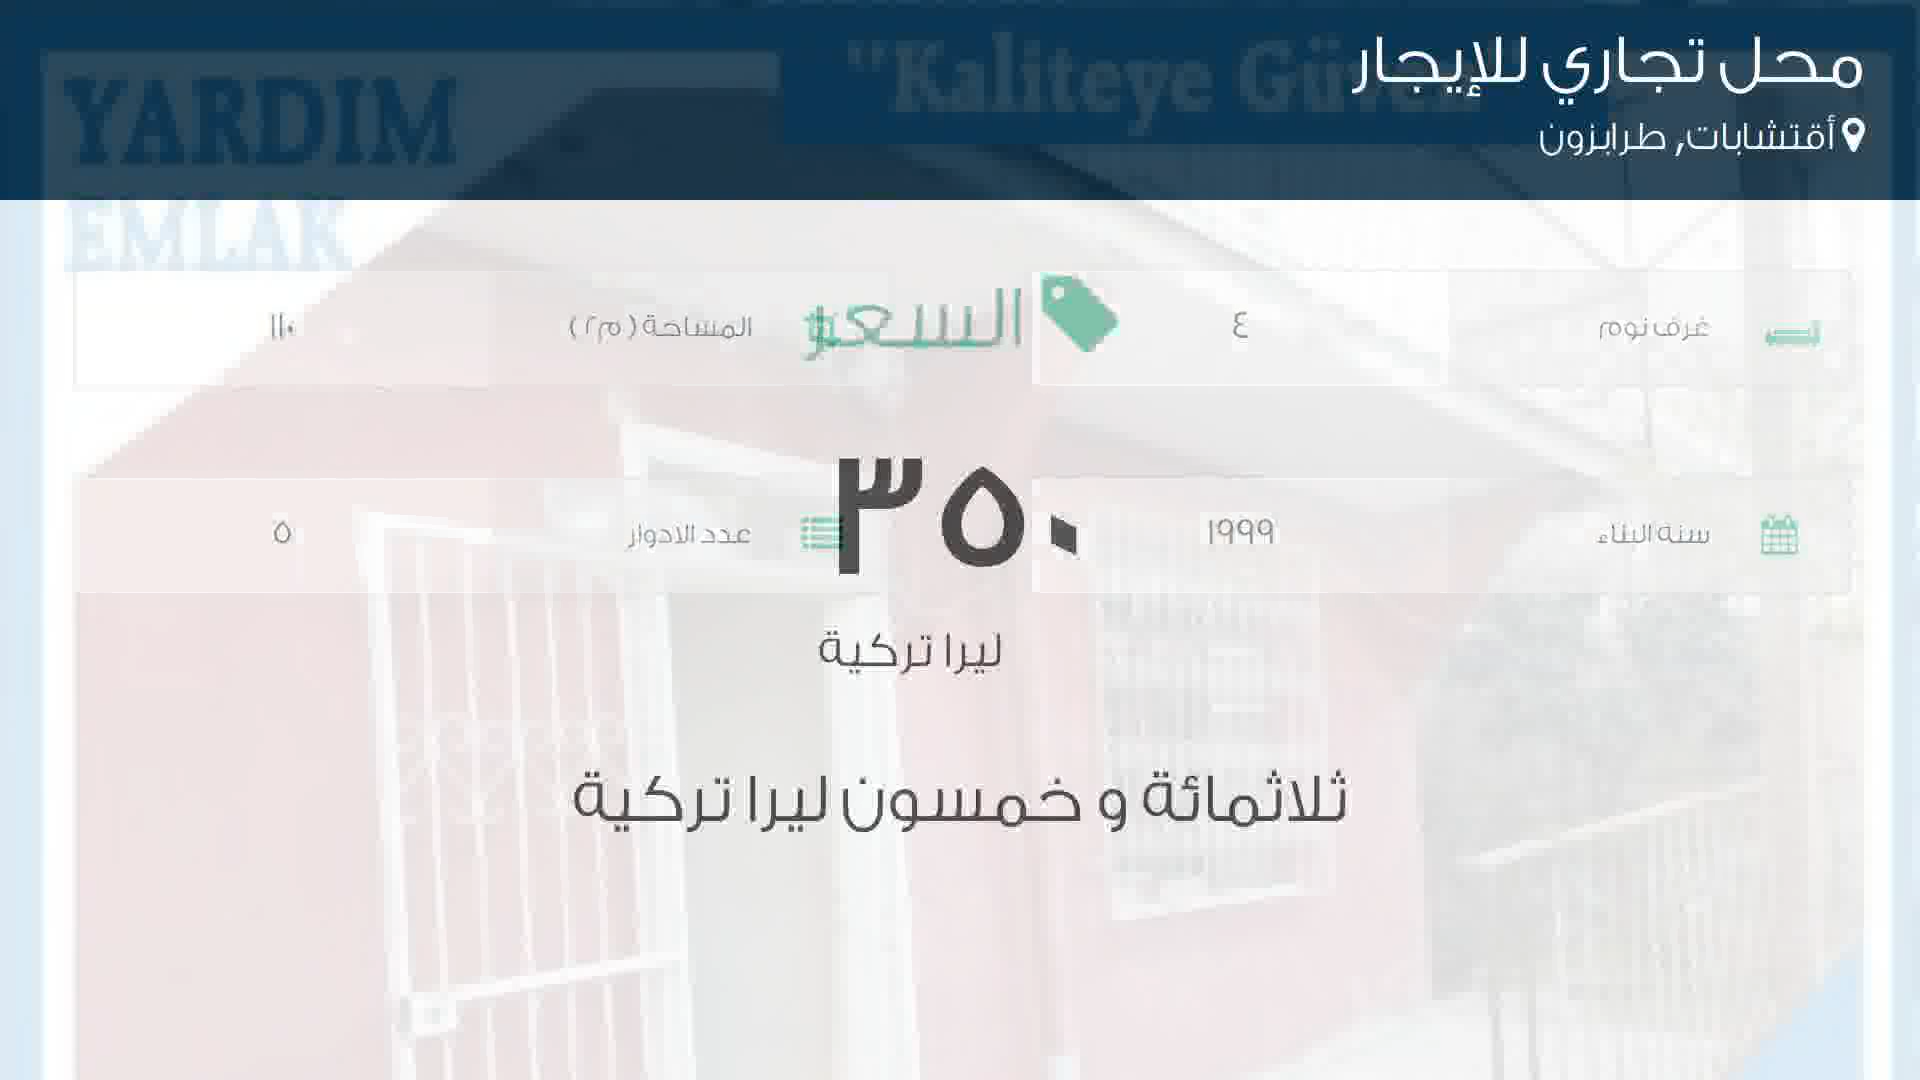 محل تجاري للإيجار
أقتشابات, طرابزون
YARDIM
EMLAK
"Kaliteye
السعر
غرف نوم
٤
المساحة (م٢)
١١٠
سنة البناء
١٩٩٩
عدد الادوار
٥
٣٥٠
ليرا تركية
ثلاثمائة و خمسون ليرا تركية